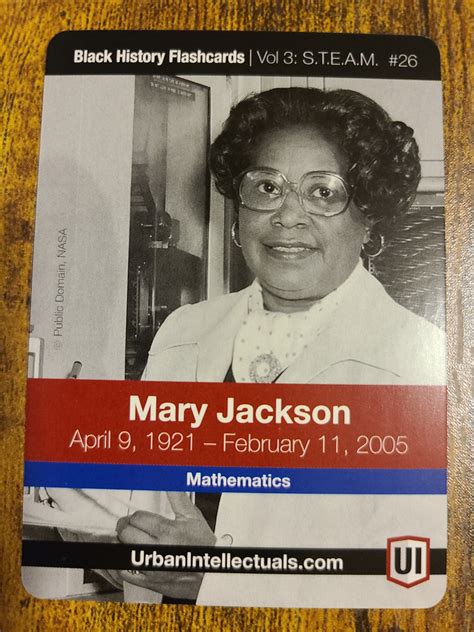 Black History Flashcards | Vol 3: S.T.E.A.M. #26
Public Domain, NASA
Mary Jackson
April 9, 1921 – February 11, 2005
Mathematics
UrbanIntellectuals.com
UI